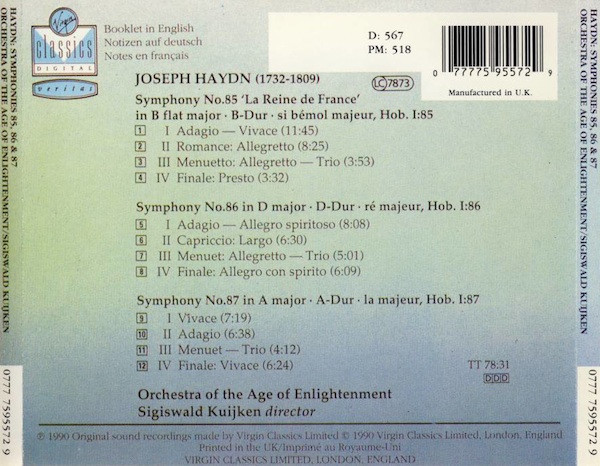 HAYDN: SYMPHONIES 85, 86 & 87
ORCHESTRA OF THE AGE OF ENLIGHTENMENT/SIGISWALD KUIJKEN
0777 7595572 9
Virgin
classics
DIGITAL
veritas
Booklet in English
Notizen auf deutsch
Notes en français
D: 567
PM: 518
0 77775 95572 9
Manufactured in U.K.
JOSEPH HAYDN (1732-1809)
LC 7873
Symphony No.85 ‘La Reine de France’
in B flat major · B-Dur · si bémol majeur, Hob. I:85
1 I Adagio — Vivace (11:45)
2 II Romance: Allegretto (8:25)
3 III Menuetto: Allegretto — Trio (3:53)
4 IV Finale: Presto (3:32)
Symphony No.86 in D major · D-Dur · ré majeur, Hob. I:86
5 I Adagio — Allegro spiritoso (8:08)
6 II Capriccio: Largo (6:30)
7 III Menuet: Allegretto — Trio (5:01)
8 IV Finale: Allegro con spirito (6:09)
Symphony No.87 in A major · A-Dur · la majeur, Hob. I:87
9 I Vivace (7:19)
10 II Adagio (6:38)
11 III Menuet — Trio (4:12)
12 IV Finale: Vivace (6:24)
TT 78:31
DDD
Orchestra of the Age of Enlightenment
Sigiswald Kuijken director
℗ 1990 Original sound recordings made by Virgin Classics Limited © 1990 Virgin Classics Limited, London, England
Printed in the UK/Imprimé au Royaume-Uni
VIRGIN CLASSICS LIMITED, LONDON, ENGLAND
HAYDN: SYMPHONIES 85, 86 & 87
ORCHESTRA OF THE AGE OF ENLIGHTENMENT/SIGISWALD KUIJKEN
0777 7595572 9